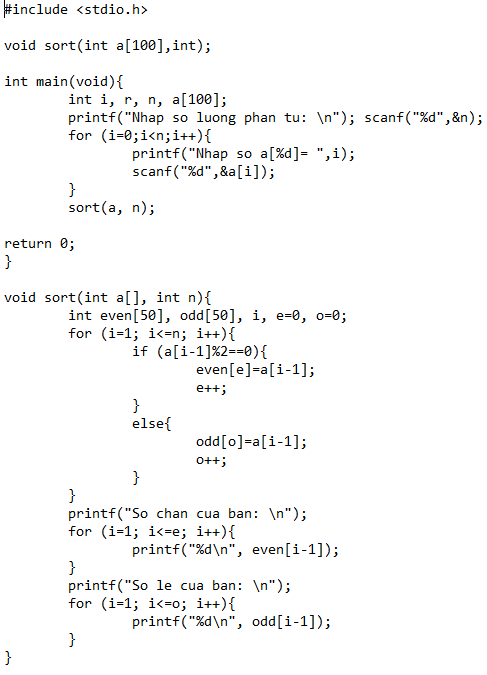 #include <stdio.h>

void sort(int a[100],int);

int main(void){
        int i, r, n, a[100];
        printf("Nhap so luong phan tu: \n"); scanf("%d",&n);
        for (i=0;i<n;i++){
                printf("Nhap so a[%d]= ",i);
                scanf("%d",&a[i]);
        }
        sort(a, n);

return 0;
}

void sort(int a[], int n){
        int even[50], odd[50], i, e=0, o=0;
        for (i=1; i<=n; i++){
                if (a[i-1]%2==0){
                        even[e]=a[i-1];
                        e++;
                }
                else{
                        odd[o]=a[i-1];
                        o++;
                }
        }
        printf("So chan cua ban: \n");
        for (i=1; i<=e; i++){
                printf("%d\n", even[i-1]);
        }
        printf("So le cua ban: \n");
        for (i=1; i<=o; i++){
                printf("%d\n", odd[i-1]);
        }
}